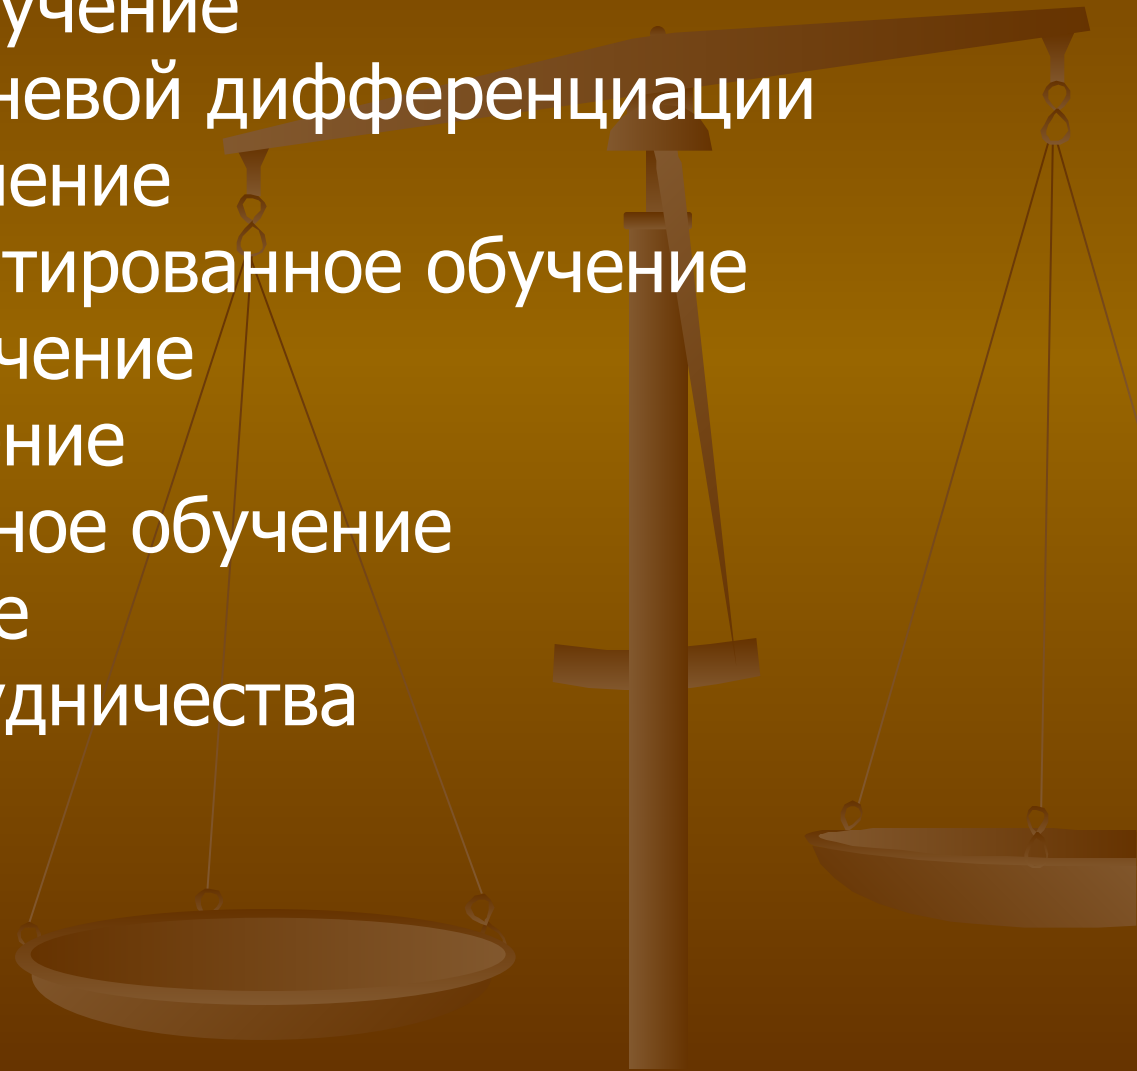 учение
невой дифференциации
ение
тированное обучение
чение
ние
ное обучение
е
удничества